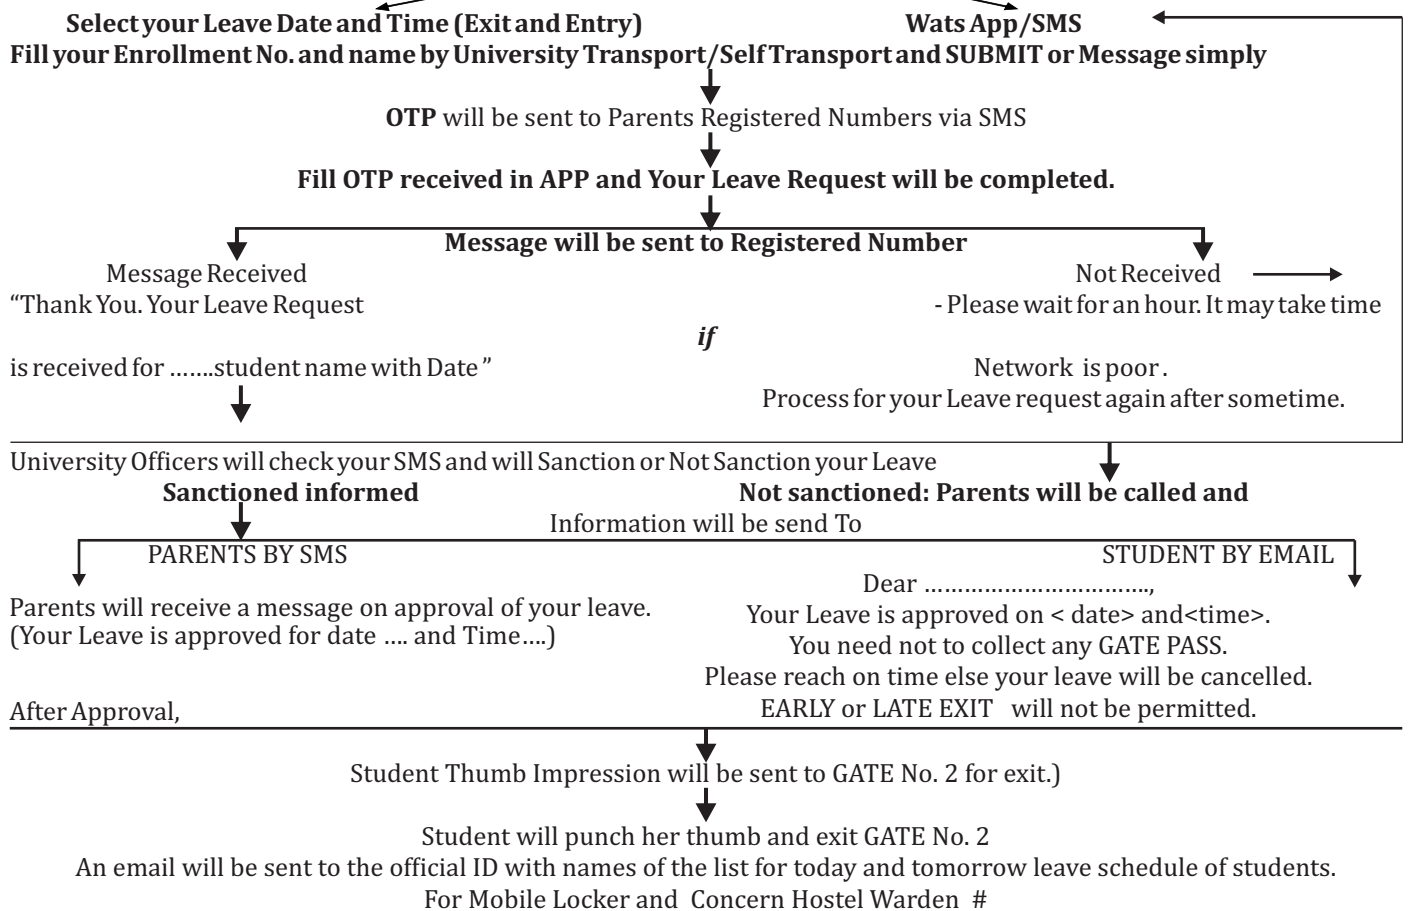 Select your Leave Date and Time (Exit and Entry) Wats App/SMS
Fill your Enrollment No. and name by University Transport/Self Transport and SUBMIT or Message simply
OTP will be sent to Parents Registered Numbers via SMS
Fill OTP received in APP and Your Leave Request will be completed.
Message will be sent to Registered Number
Message Received Not Received
“Thank You. Your Leave Request - Please wait for an hour. It may take time
if
is received for .......student name with Date ” Network is poor .
Process for your Leave request again after sometime.
University Officers will check your SMS and will Sanction or Not Sanction your Leave
Sanctioned informed Not sanctioned: Parents will be called and
Information will be send To
PARENTS BY SMS STUDENT BY EMAIL
Dear ……………………………..,
Parents will receive a message on approval of your leave. Your Leave is approved on < date> and<time>.
(Your Leave is approved for date .... and Time....) You need not to collect any GATE PASS.
Please reach on time else your leave will be cancelled.
After Approval, EARLY or LATE EXIT will not be permitted.
Student Thumb Impression will be sent to GATE No. 2 for exit.)
Student will punch her thumb and exit GATE No. 2
An email will be sent to the official ID with names of the list for today and tomorrow leave schedule of students.
For Mobile Locker and Concern Hostel Warden #